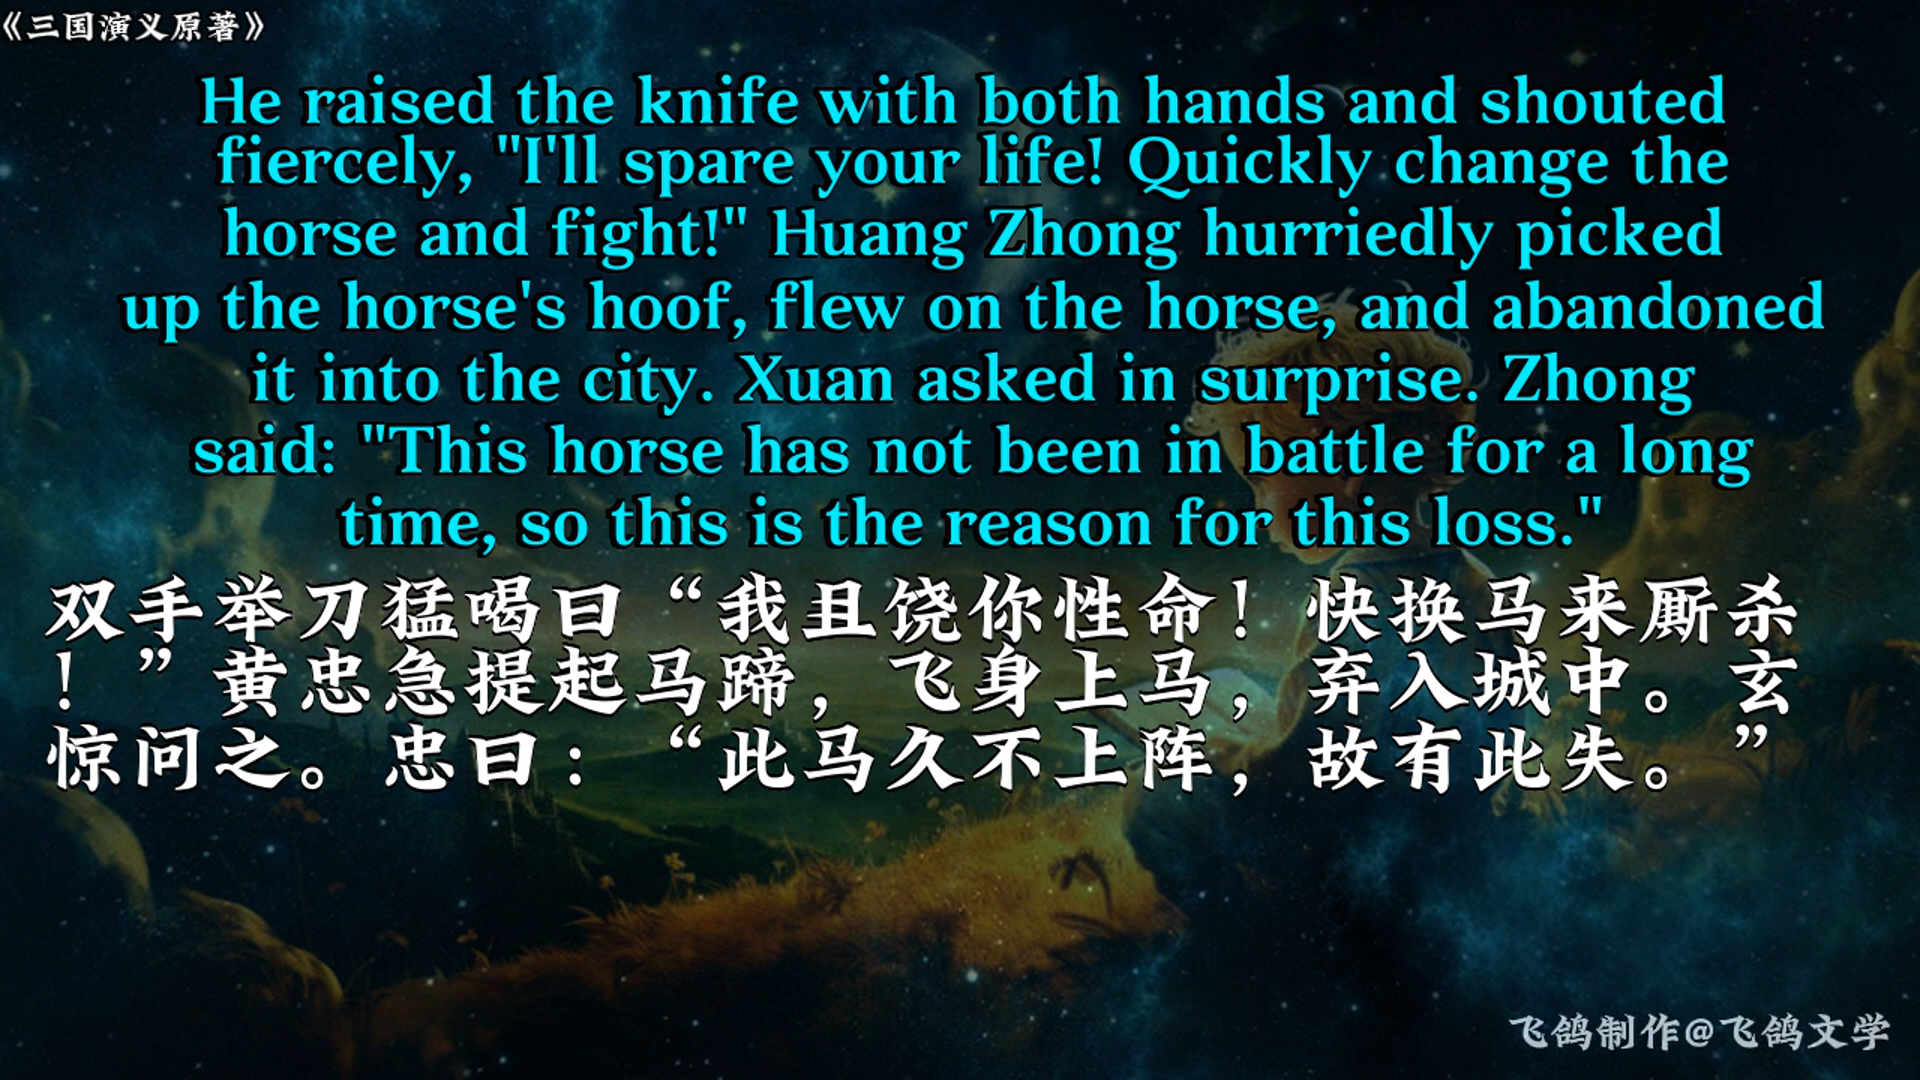 《三国演义原著》
He raised the knife with both hands and shouted
fiercely, "I'll spare your life! Quickly change the
horse and fight!" Huang Zhong hurriedly picked
up the horse's hoof, flew on the horse, and abandoned
it into the city. Xuan asked in surprise. Zhong
said: "This horse has not been in battle for a long
time, so this is the reason for this loss."
双手举刀猛喝曰“我且饶你性命！快换马来厮杀
！”黄忠急提起马蹄，飞身上马，弃入城中。玄
惊问之。忠曰：“此马久不上阵，故有此失。”
飞鸽制作@飞鸽文学